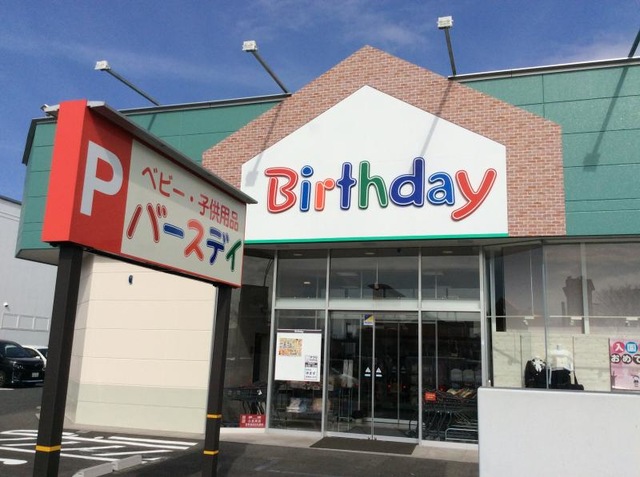 Birthday
P
ベビー・子供用品
バースデイ
入園
おめで